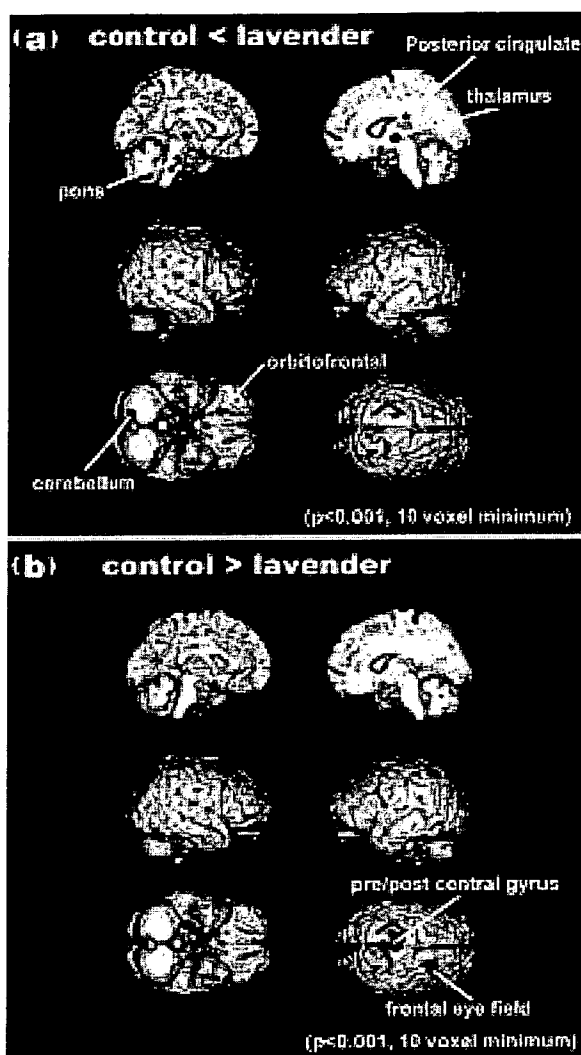 (a) control < lavender
Posterior cingulate
thalamus
pons
orbitofrontal
cerebellum
(p<0.001, 10 voxel minimum)
(b) control > lavender
pre/post central gyrus
frontal eye field
(p<0.001, 10 voxel minimum)